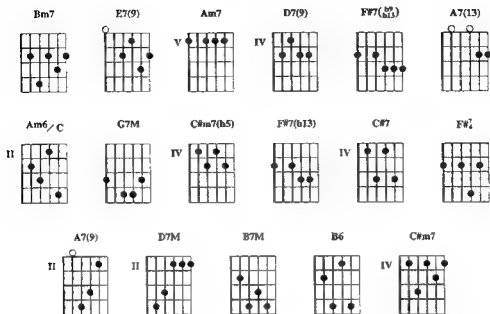 Bm7 E7(9) Am7 D7(9) F#7(b9 b13) A7(13)
V IV
Am6/C G7M C#m7(b5) F#7(b13) C#7 F#7 4
II IV IV
A7(9) D7M B7M B6 C#m7
II II IV